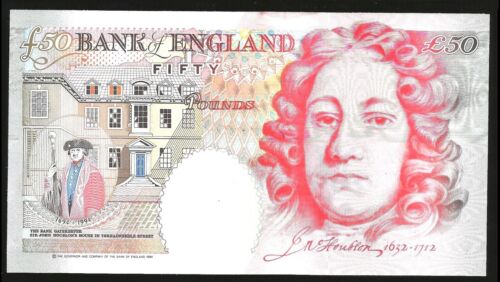 £50 BANK of ENGLAND £50
FIFTY
POUNDS
1694-1994
THE BANK GATEKEEPER
SIR JOHN HOUBLON'S HOUSE IN THREADNEEDLE STREET
© THE GOVERNOR AND COMPANY OF THE BANK OF ENGLAND
Jn° Houblon 1632-1712